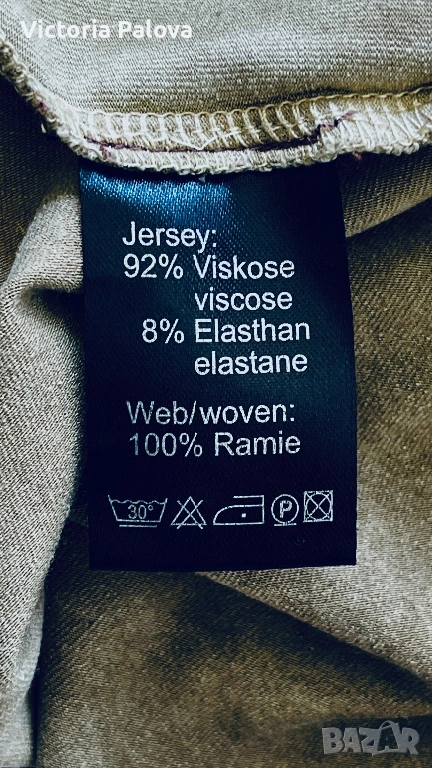 Victoria Palova
Jersey:
92% Viskose
viscose
8% Elasthan
elastane
Web/woven:
100% Ramie
30°
P
BAZAR